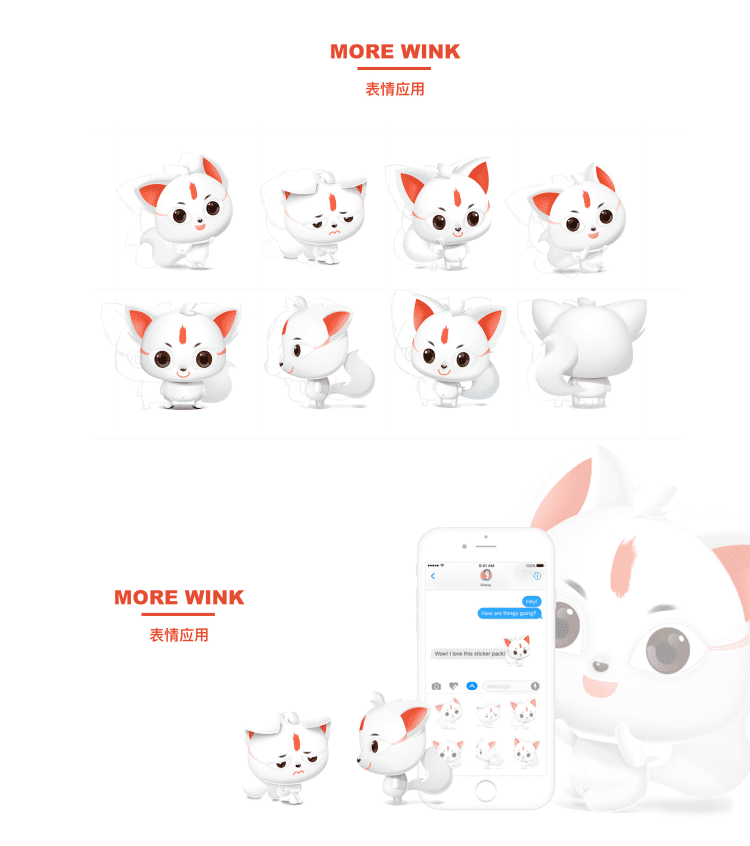 MORE WINK
表情应用
MORE WINK
表情应用
9:41 AM
100%
Alexey
Hey!
How are things going?
Wow! I love this sticker pack!
iMessage